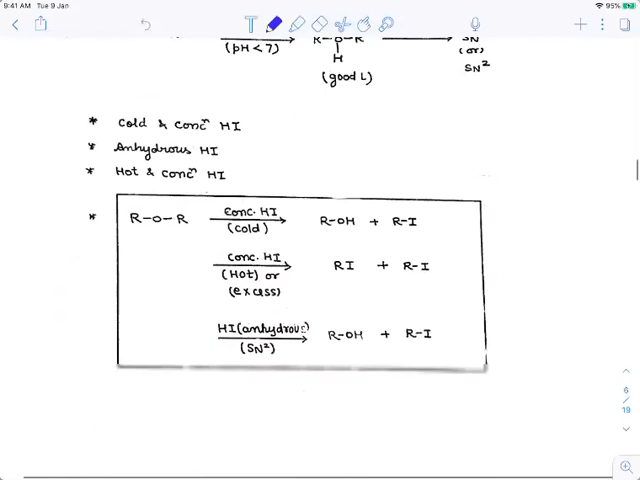 9:41 AM Tue 9 Jan
95%
(pH < 7)
R-O-R
H
(good L)
SN
(or)
SN²
* Cold & Concⁿ HI
* Anhydrous HI
* Hot & Concⁿ HI
* R-O-R Conc. HI (cold) R-OH + R-I
Conc. HI (Hot) or (excess) RI + R-I
HI (anhydrous) (SN²) R-OH + R-I
6
/
19